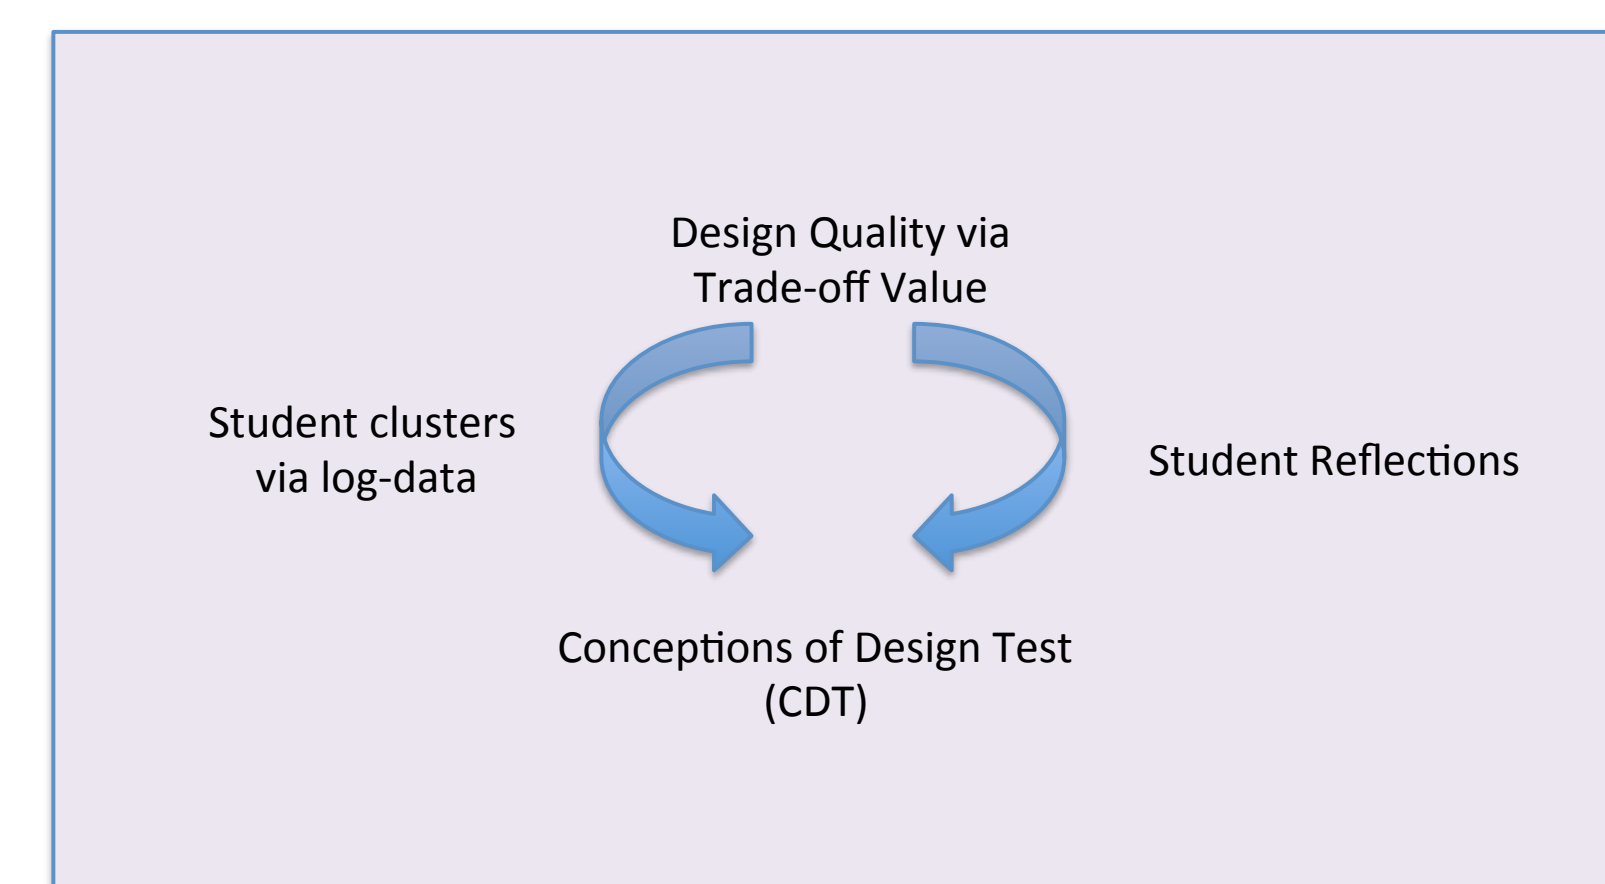 Design Quality via
Trade-off Value
Student clusters
via log-data
Student Reflections
Conceptions of Design Test
(CDT)